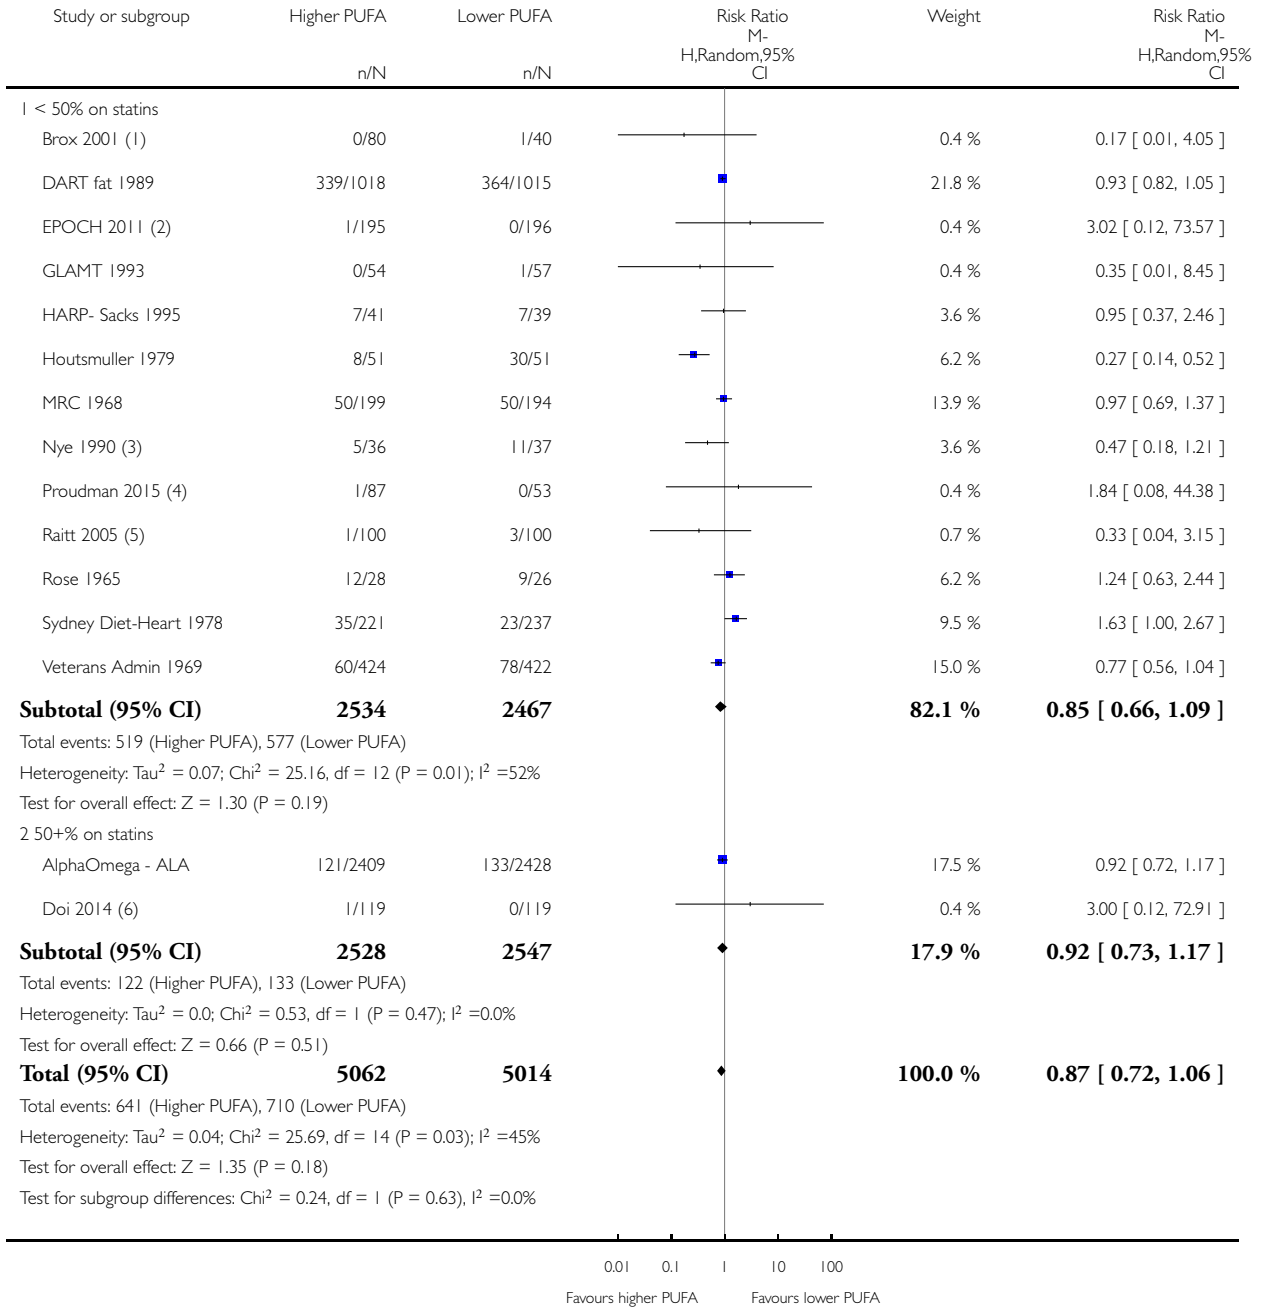 Study or subgroup Higher PUFA Lower PUFA Risk Ratio Weight Risk Ratio
M-H,Random,95% CI M-H,Random,95% CI
n/N n/N
1 < 50% on statins
Brox 2001 (1) 0/80 1/40 0.4 % 0.17 [ 0.01, 4.05 ]
DART fat 1989 339/1018 364/1015 21.8 % 0.93 [ 0.82, 1.05 ]
EPOCH 2011 (2) 1/195 0/196 0.4 % 3.02 [ 0.12, 73.57 ]
GLAMT 1993 0/54 1/57 0.4 % 0.35 [ 0.01, 8.45 ]
HARP- Sacks 1995 7/41 7/39 3.6 % 0.95 [ 0.37, 2.46 ]
Houtsmuller 1979 8/51 30/51 6.2 % 0.27 [ 0.14, 0.52 ]
MRC 1968 50/199 50/194 13.9 % 0.97 [ 0.69, 1.37 ]
Nye 1990 (3) 5/36 11/37 3.6 % 0.47 [ 0.18, 1.21 ]
Proudman 2015 (4) 1/87 0/53 0.4 % 1.84 [ 0.08, 44.38 ]
Raitt 2005 (5) 1/100 3/100 0.7 % 0.33 [ 0.04, 3.15 ]
Rose 1965 12/28 9/26 6.2 % 1.24 [ 0.63, 2.44 ]
Sydney Diet-Heart 1978 35/221 23/237 9.5 % 1.63 [ 1.00, 2.67 ]
Veterans Admin 1969 60/424 78/422 15.0 % 0.77 [ 0.56, 1.04 ]
Subtotal (95% CI) 2534 2467 82.1 % 0.85 [ 0.66, 1.09 ]
Total events: 519 (Higher PUFA), 577 (Lower PUFA)
Heterogeneity: Tau² = 0.07; Chi² = 25.16, df = 12 (P = 0.01); I² =52%
Test for overall effect: Z = 1.30 (P = 0.19)
2 50+% on statins
AlphaOmega - ALA 121/2409 133/2428 17.5 % 0.92 [ 0.72, 1.17 ]
Doi 2014 (6) 1/119 0/119 0.4 % 3.00 [ 0.12, 72.91 ]
Subtotal (95% CI) 2528 2547 17.9 % 0.92 [ 0.73, 1.17 ]
Total events: 122 (Higher PUFA), 133 (Lower PUFA)
Heterogeneity: Tau² = 0.0; Chi² = 0.53, df = 1 (P = 0.47); I² =0.0%
Test for overall effect: Z = 0.66 (P = 0.51)
Total (95% CI) 5062 5014 100.0 % 0.87 [ 0.72, 1.06 ]
Total events: 641 (Higher PUFA), 710 (Lower PUFA)
Heterogeneity: Tau² = 0.04; Chi² = 25.69, df = 14 (P = 0.03); I² =45%
Test for overall effect: Z = 1.35 (P = 0.18)
Test for subgroup differences: Chi² = 0.24, df = 1 (P = 0.63), I² =0.0%
0.01 0.1 1 10 100
Favours higher PUFA Favours lower PUFA